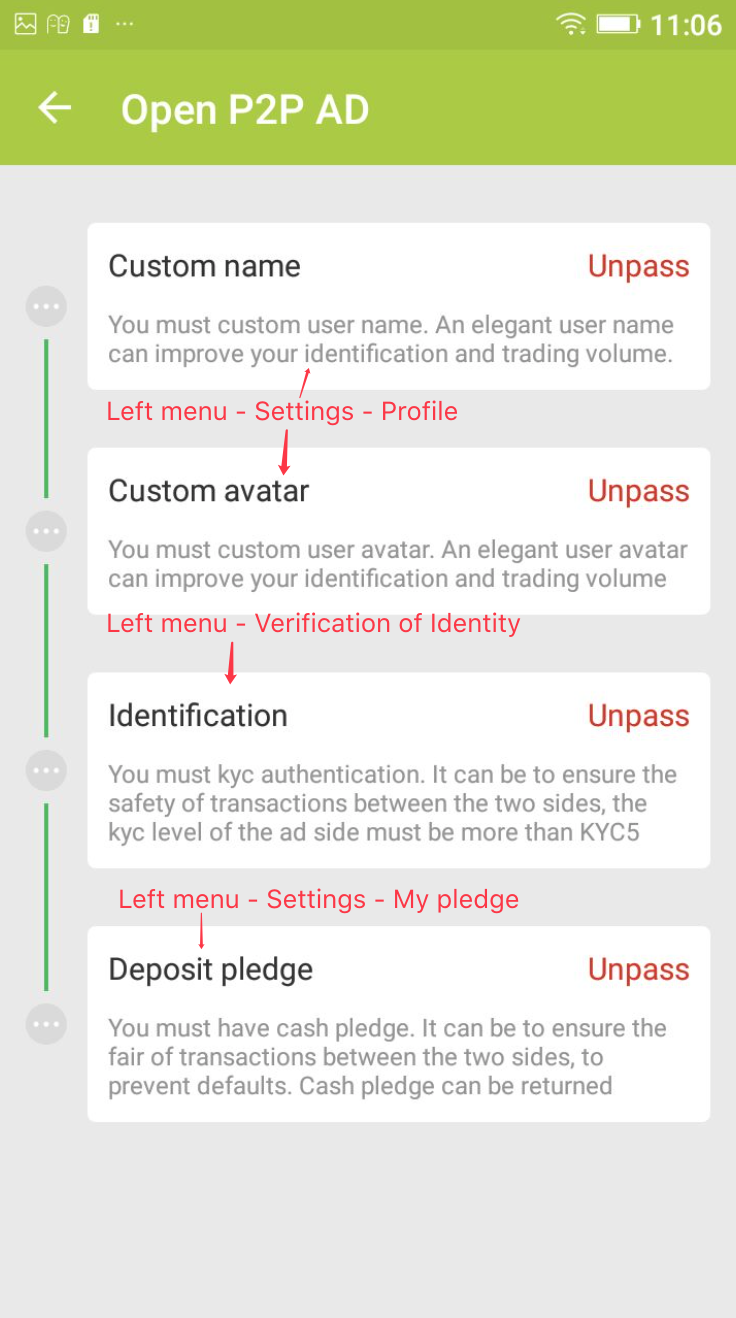 11:06
Open P2P AD
Custom name Unpass
You must custom user name. An elegant user name
can improve your identification and trading volume.
Left menu - Settings - Profile
Custom avatar Unpass
You must custom user avatar. An elegant user avatar
can improve your identification and trading volume
Left menu - Verification of Identity
Identification Unpass
You must kyc authentication. It can be to ensure the
safety of transactions between the two sides, the
kyc level of the ad side must be more than KYC5
Left menu - Settings - My pledge
Deposit pledge Unpass
You must have cash pledge. It can be to ensure the
fair of transactions between the two sides, to
prevent defaults. Cash pledge can be returned